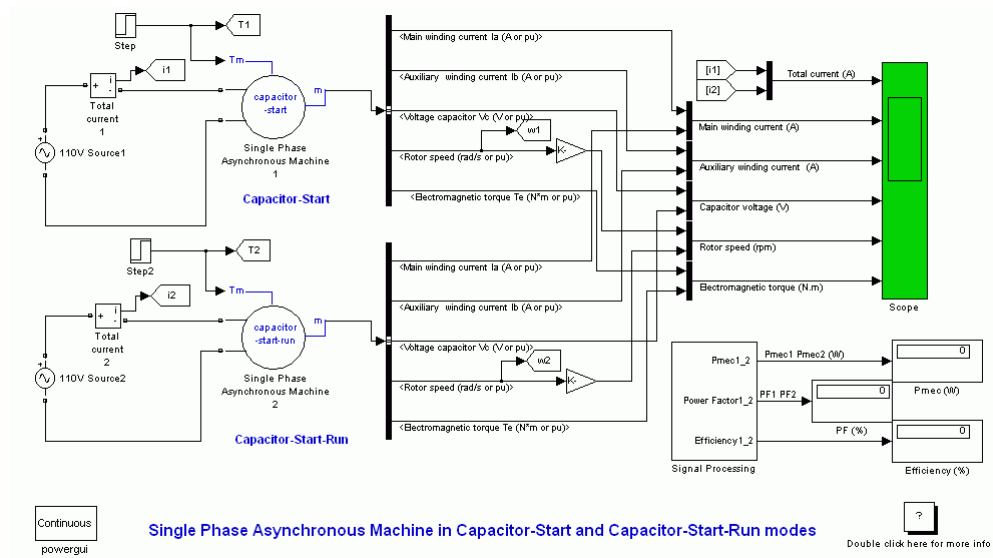 Step
T1
Tm
i1
i
+
-
Total
current
1
capacitor
-start
m
+
110V Source1
Single Phase
Asynchronous Machine
1
Capacitor-Start
<Main winding current Ia (A or pu)>
<Auxiliary winding current Ib (A or pu)>
<Voltage capacitor Vc (V or pu)>
w1
<Rotor speed (rad/s or pu)>
K-
<Electromagnetic torque Te (N*m or pu)>
[i1]
[i2]
Total current (A)
Main winding current (A)
Auxiliary winding current (A)
Capacitor voltage (V)
Rotor speed (rpm)
Electromagnetic torque (N.m)
Scope
Step2
T2
Tm
i2
i
+
-
Total
current
2
capacitor
-start-run
m
+
110V Source2
Single Phase
Asynchronous Machine
2
Capacitor-Start-Run
<Main winding current Ia (A or pu)>
<Auxiliary winding current Ib (A or pu)>
<Voltage capacitor Vc (V or pu)>
w2
<Rotor speed (rad/s or pu)>
K-
<Electromagnetic torque Te (N*m or pu)>
Pmec1_2
Pmec1 Pmec2 (W)
0
Pmec (W)
Power Factor1_2
PF1 PF2
0
PF (%)
Efficiency1_2
0
Efficiency (%)
Signal Processing
Continuous
powergui
Single Phase Asynchronous Machine in Capacitor-Start and Capacitor-Start-Run modes
?
Double click here for more info